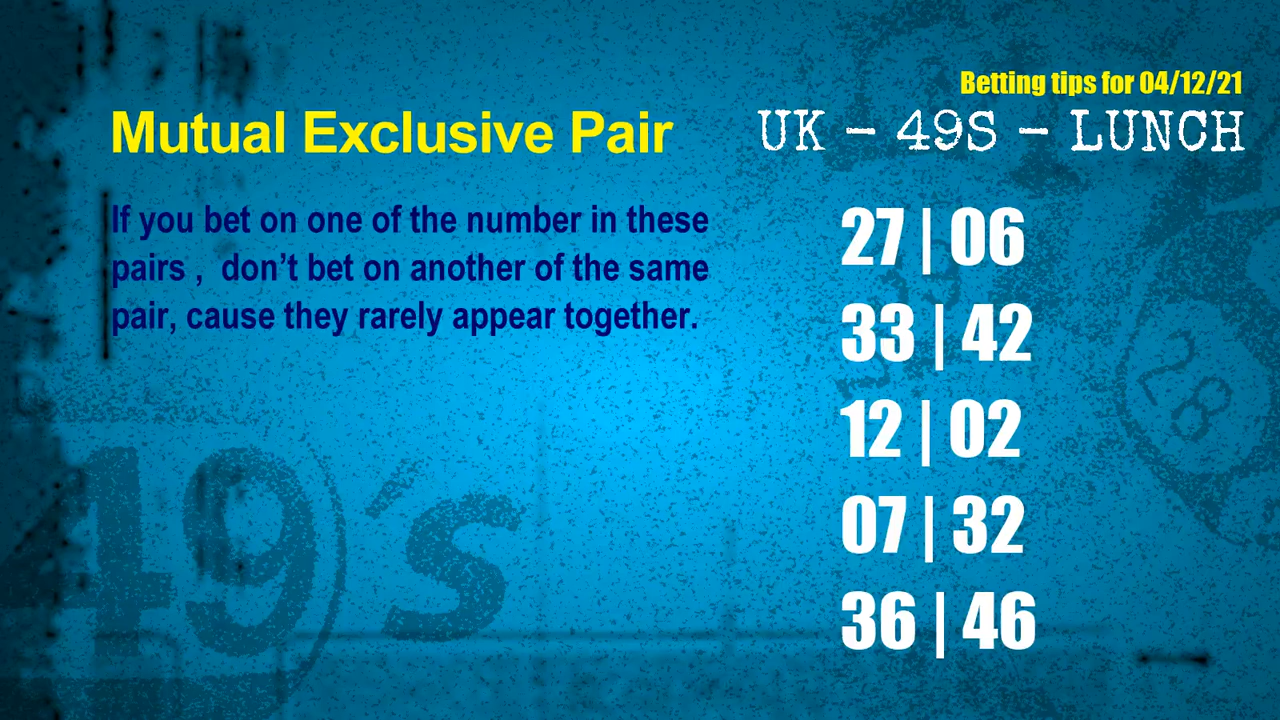 Betting tips for 04/12/21
Mutual Exclusive Pair
UK - 49S - LUNCH
If you bet on one of the number in these
pairs ,  don’t bet on another of the same
pair, cause they rarely appear together.
27 | 06
33 | 42
12 | 02
07 | 32
36 | 46
49's
28
39